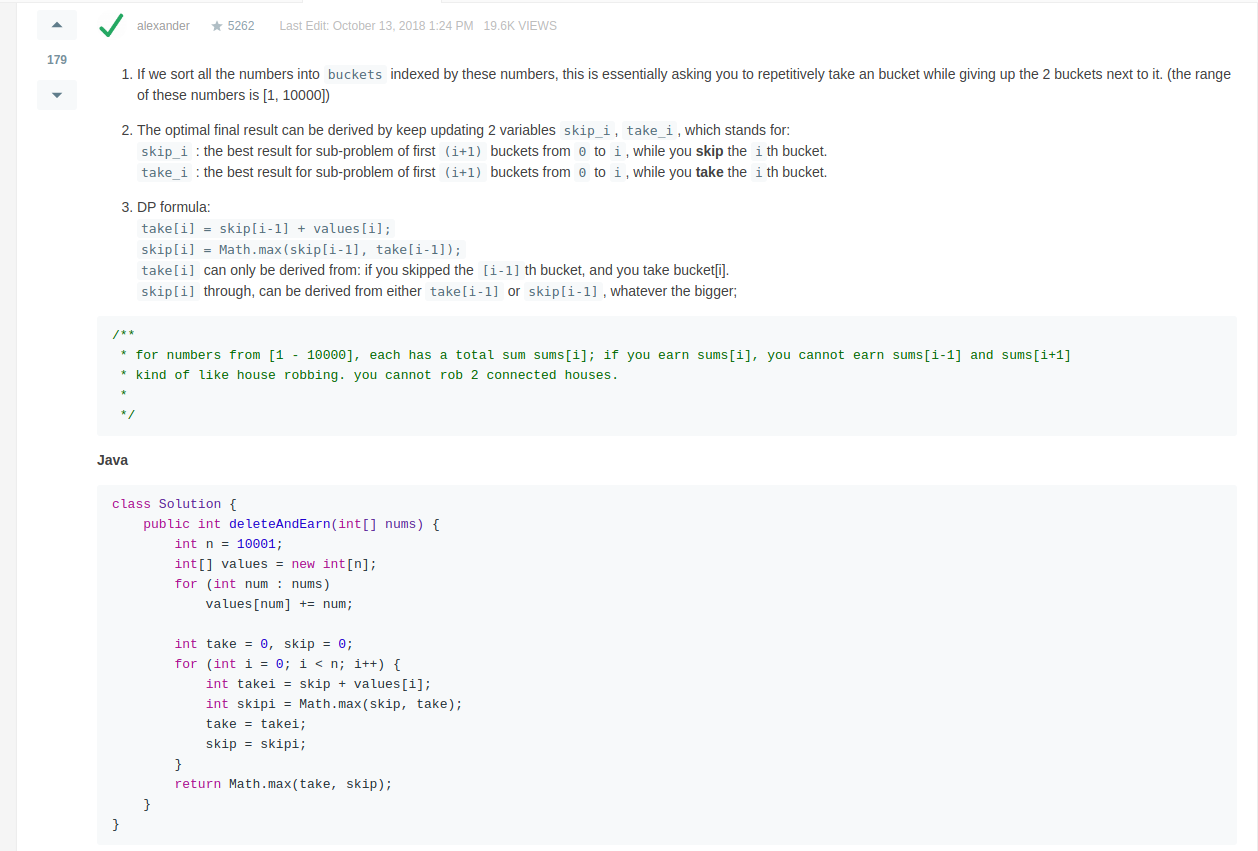 alexander 5262 Last Edit: October 13, 2018 1:24 PM 19.6K VIEWS
179
1. If we sort all the numbers into buckets indexed by these numbers, this is essentially asking you to repetitively take an bucket while giving up the 2 buckets next to it. (the range
of these numbers is [1, 10000])
2. The optimal final result can be derived by keep updating 2 variables skip_i, take_i, which stands for:
skip_i : the best result for sub-problem of first (i+1) buckets from 0 to i, while you skip the i th bucket.
take_i : the best result for sub-problem of first (i+1) buckets from 0 to i, while you take the i th bucket.
3. DP formula:
take[i] = skip[i-1] + values[i];
skip[i] = Math.max(skip[i-1], take[i-1]);
take[i] can only be derived from: if you skipped the [i-1] th bucket, and you take bucket[i].
skip[i] through, can be derived from either take[i-1] or skip[i-1], whatever the bigger;
/**
 * for numbers from [1 - 10000], each has a total sum sums[i]; if you earn sums[i], you cannot earn sums[i-1] and sums[i+1]
 * kind of like house robbing. you cannot rob 2 connected houses.
 *
 */
Java
class Solution {
    public int deleteAndEarn(int[] nums) {
        int n = 10001;
        int[] values = new int[n];
        for (int num : nums)
            values[num] += num;
        int take = 0, skip = 0;
        for (int i = 0; i < n; i++) {
            int takei = skip + values[i];
            int skipi = Math.max(skip, take);
            take = takei;
            skip = skipi;
        }
        return Math.max(take, skip);
    }
}